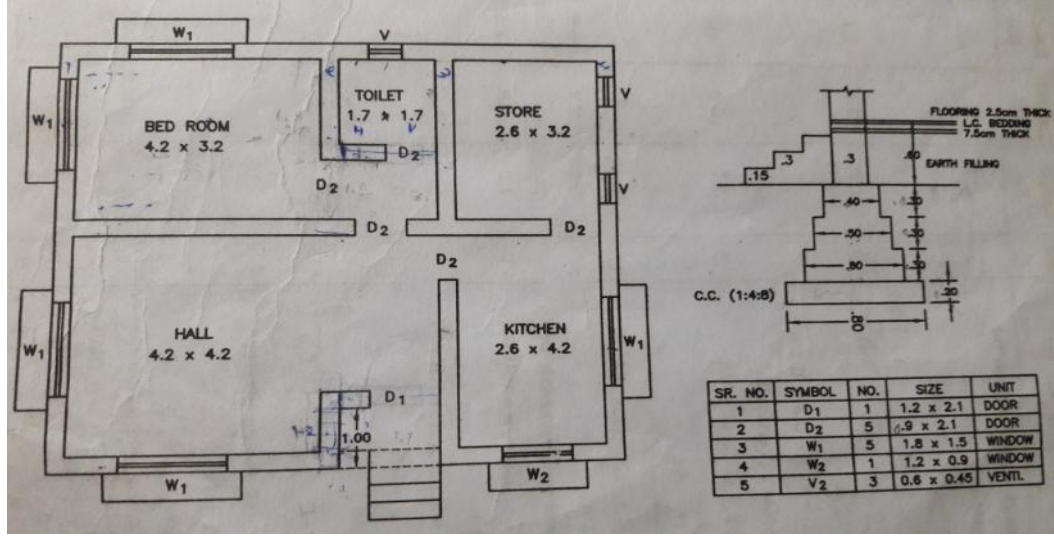 W1
W1
V
BED ROOM
4.2 x 3.2
TOILET
1.7 x 1.7
D2
D2
STORE
2.6 x 3.2
V
V
D2
D2
D2
HALL
4.2 x 4.2
W1
KITCHEN
2.6 x 4.2
W1
D1
1.00
W1
W2
FLOORING 2.5cm THICK
L.C. BEDDING
7.5cm THICK
EARTH FILLING
.3
.3
.60
.15
.40
.30
.50
.30
.60
.30
C.C. (1:4:8)
.20
.80
SR. NO. SYMBOL NO. SIZE UNIT
1 D1 1 1.2 x 2.1 DOOR
2 D2 5 .9 x 2.1 DOOR
3 W1 5 1.8 x 1.5 WINDOW
4 W2 1 1.2 x 0.9 WINDOW
5 V2 3 0.6 x 0.45 VENTL.